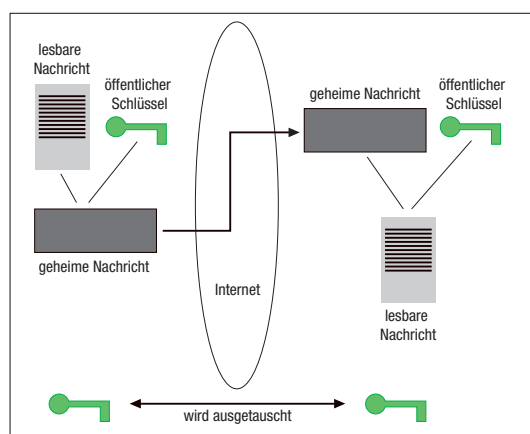 lesbare
Nachricht
öffentlicher
Schlüssel
geheime Nachricht
Internet
geheime Nachricht
öffentlicher
Schlüssel
lesbare
Nachricht
wird ausgetauscht